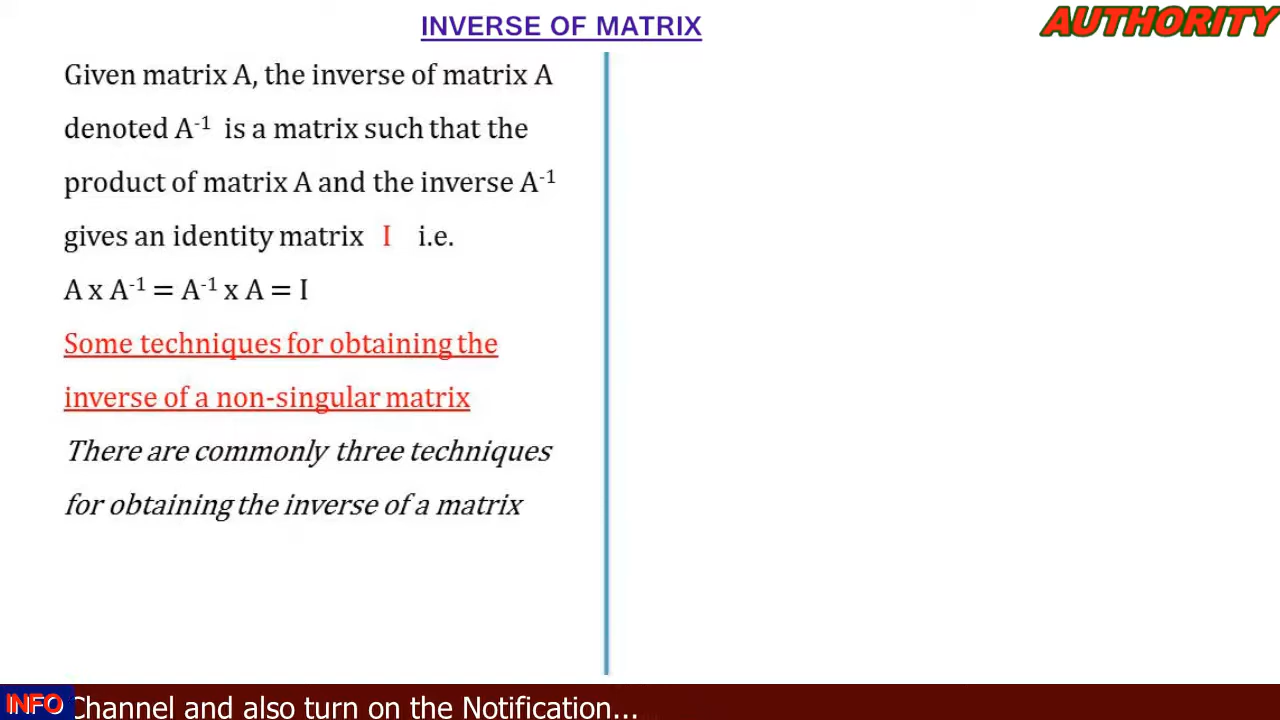 INVERSE OF MATRIX
AUTHORITY
Given matrix A, the inverse of matrix A
denoted A⁻¹ is a matrix such that the
product of matrix A and the inverse A⁻¹
gives an identity matrix I i.e.
A x A⁻¹ = A⁻¹ x A = I
Some techniques for obtaining the
inverse of a non-singular matrix
There are commonly three techniques
for obtaining the inverse of a matrix
INFO Channel and also turn on the Notification...